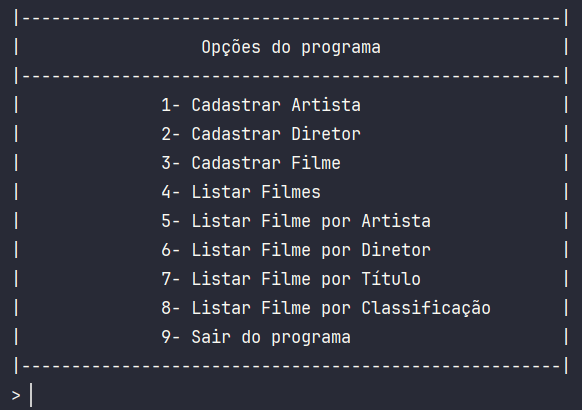 |------------------------------------------------------|
|                  Opções do programa                  |
|------------------------------------------------------|
|              1- Cadastrar Artista                    |
|              2- Cadastrar Diretor                    |
|              3- Cadastrar Filme                      |
|              4- Listar Filmes                        |
|              5- Listar Filme por Artista             |
|              6- Listar Filme por Diretor             |
|              7- Listar Filme por Título              |
|              8- Listar Filme por Classificação       |
|              9- Sair do programa                     |
|------------------------------------------------------|
>